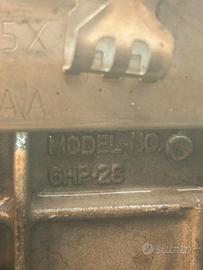 5X
AA
MODEL-NO.
6HP-28
subito